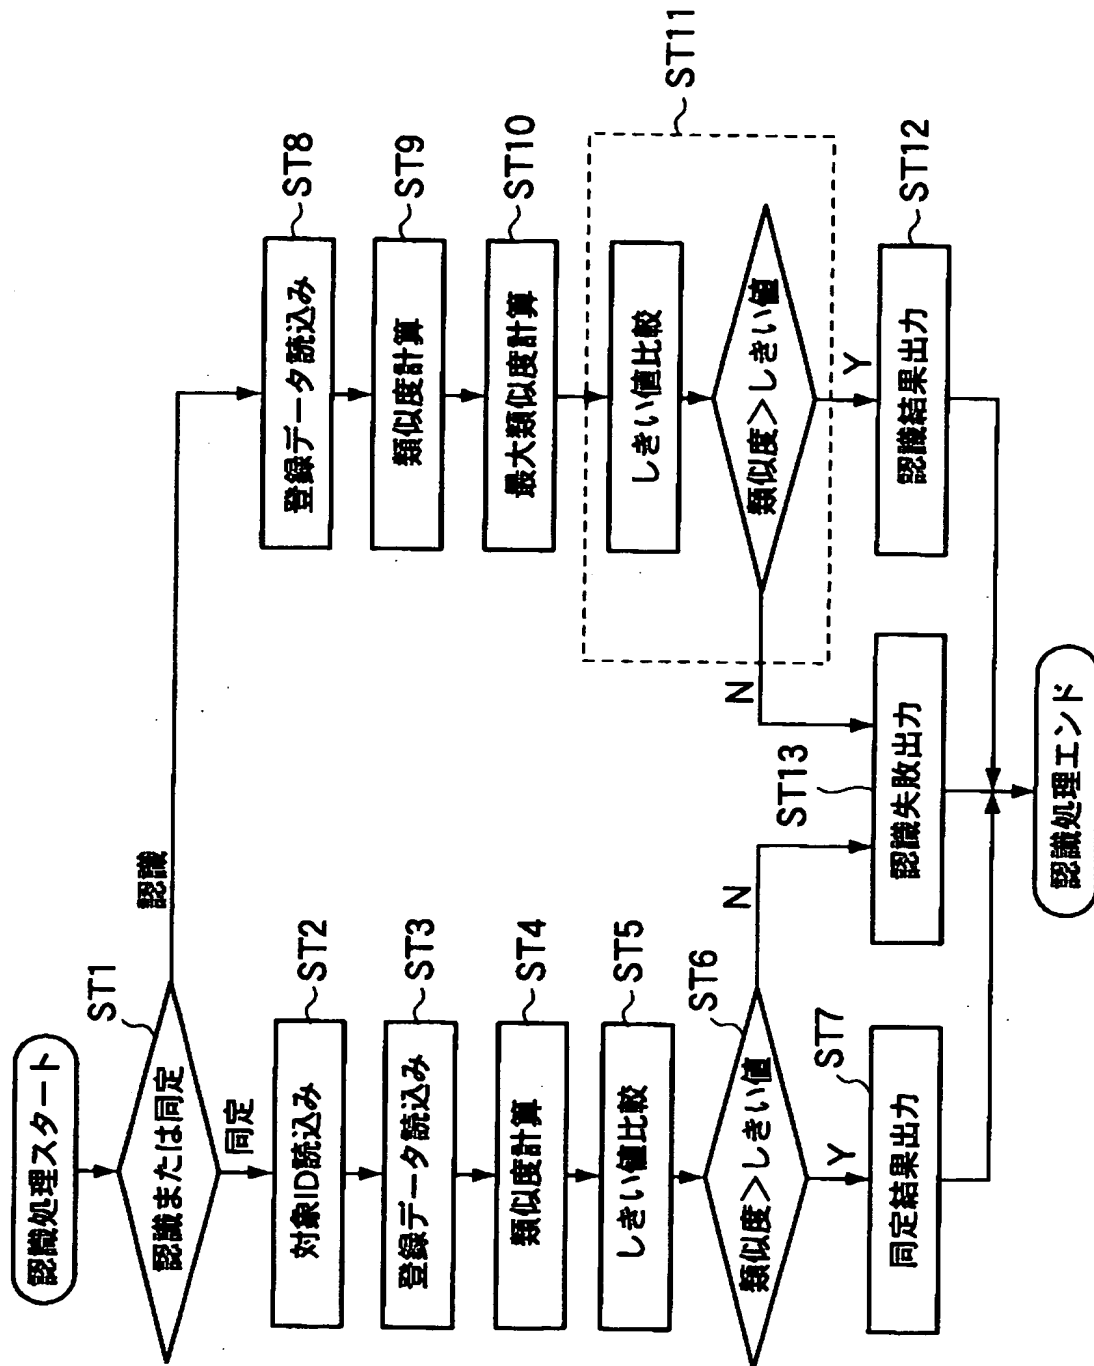 認識処理スタート
ST1
認識または同定
認識
同定
対象ID読込み
ST2
登録データ読込み
ST3
類似度計算
ST4
しきい値比較
ST5
類似度>しきい値
ST6
N
Y
同定結果出力
ST7
登録データ読込み
ST8
類似度計算
ST9
最大類似度計算
ST10
しきい値比較
類似度>しきい値
ST11
N
Y
認識結果出力
ST12
認識失敗出力
ST13
認識処理エンド